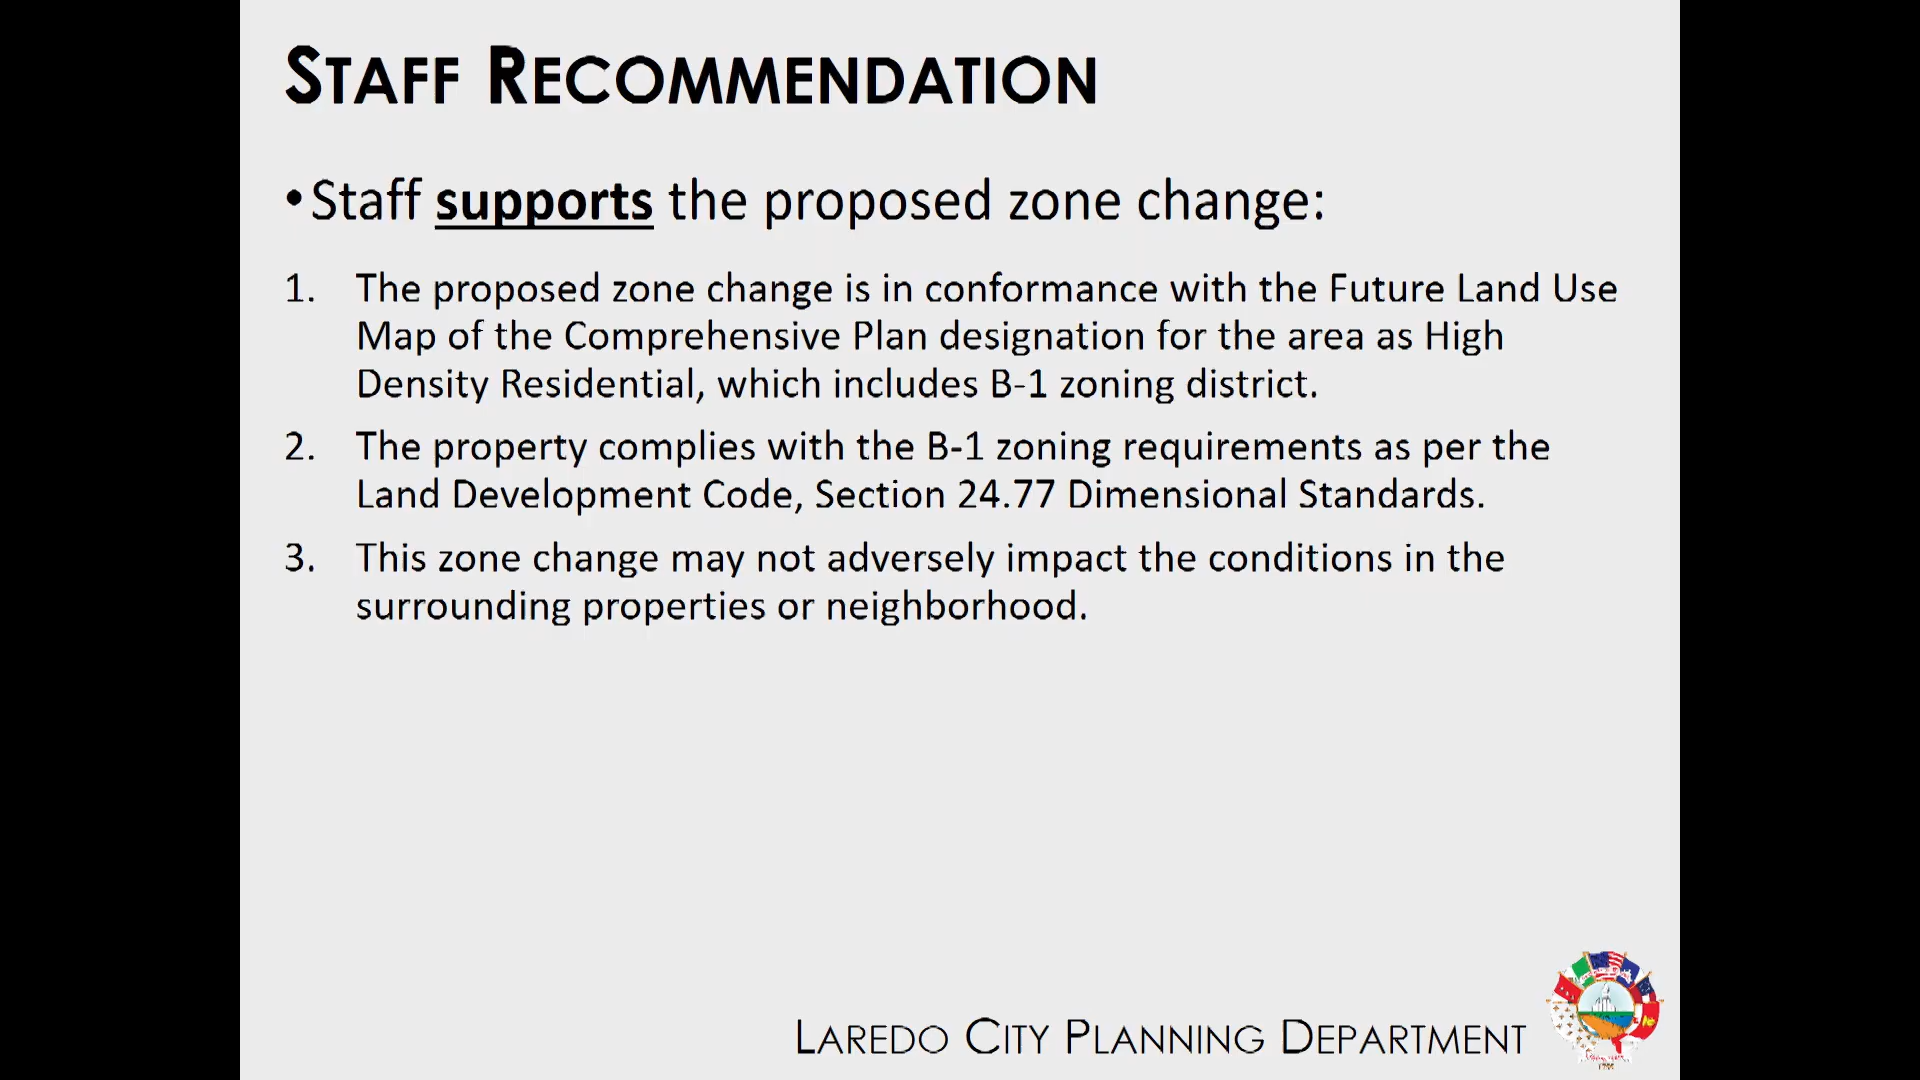 STAFF RECOMMENDATION
•Staff supports the proposed zone change:
1. The proposed zone change is in conformance with the Future Land Use
Map of the Comprehensive Plan designation for the area as High
Density Residential, which includes B-1 zoning district.
2. The property complies with the B-1 zoning requirements as per the
Land Development Code, Section 24.77 Dimensional Standards.
3. This zone change may not adversely impact the conditions in the
surrounding properties or neighborhood.
LAREDO CITY PLANNING DEPARTMENT